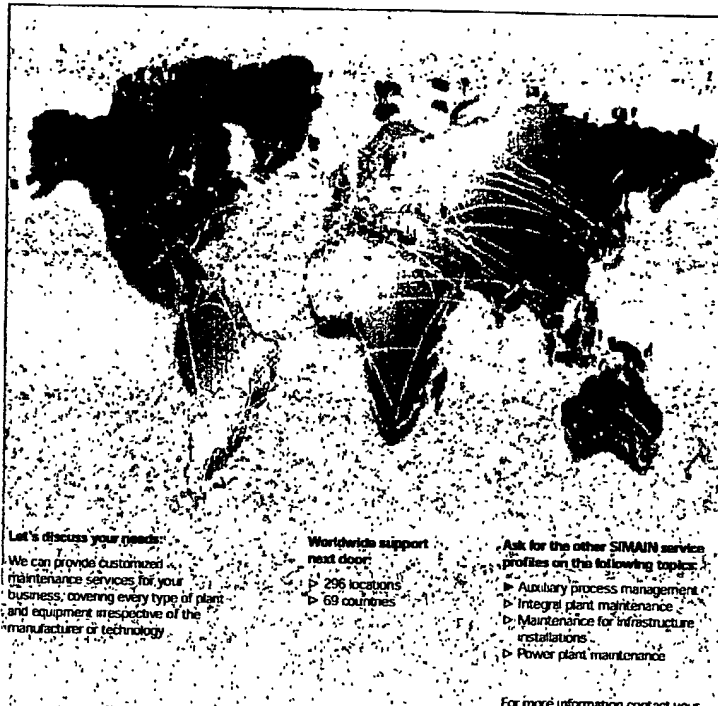 Let's discuss your needs:
We can provide customized
maintenance services for your
business, covering every type of plant
and equipment irrespective of the
manufacturer or technology
Worldwide support
next door:
▷ 296 locations
▷ 69 countries
Ask for the other SIMAIN service
profiles on the following topics:
▶ Auxiliary process management
▷ Integral plant maintenance
▷ Maintenance for infrastructure
installations
▷ Power plant maintenance
For more information contact your